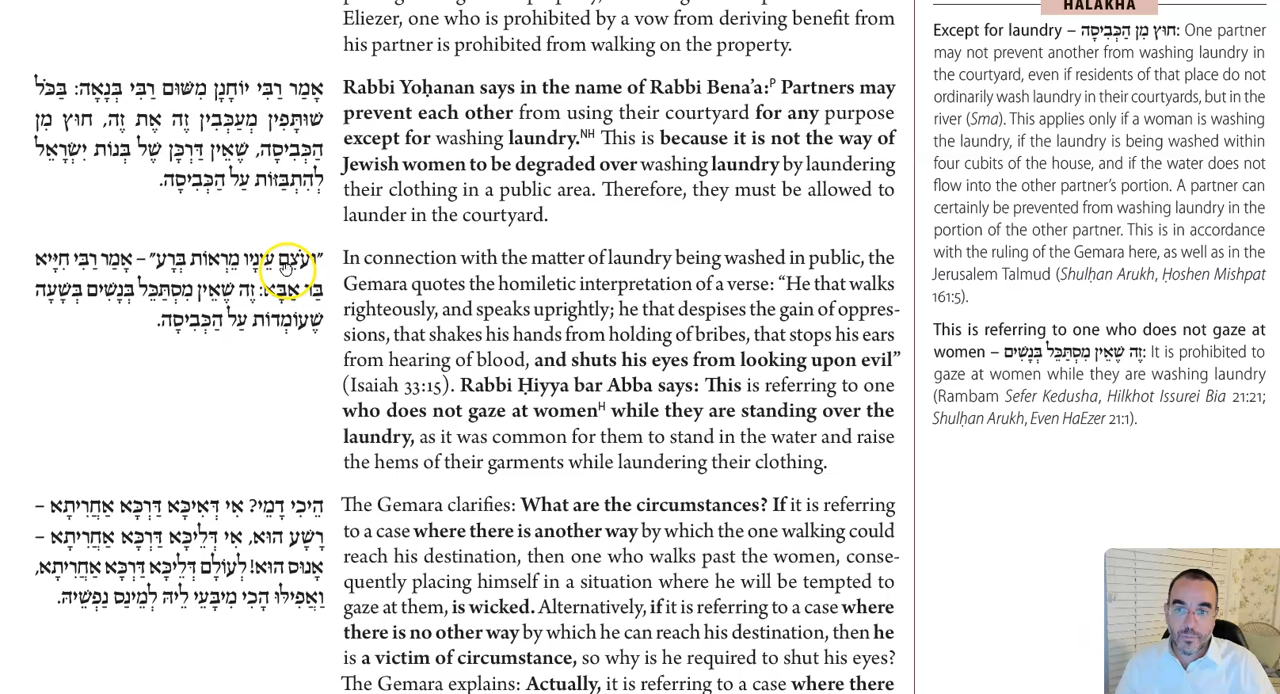 Eliezer, one who is prohibited by a vow from deriving benefit from
his partner is prohibited from walking on the property.
אָמַר רַבִּי יוֹחָנָן מִשּׁוּם רַבִּי בְּנָאָה: בַּכֹּל
שׁוּתָּפִין מְעַכְּבִין זֶה אֶת זֶה, חוּץ מִן
הַכְּבִיסָה, שֶׁאֵין דַּרְכָּן שֶׁל בְּנוֹת יִשְׂרָאֵל
לְהִתְבַּזּוֹת עַל הַכְּבִיסָה.
Rabbi Yoḥanan says in the name of Rabbi Bena’a:ᴾ Partners may
prevent each other from using their courtyard for any purpose
except for washing laundry.ᴺᴴ This is because it is not the way of
Jewish women to be degraded over washing laundry by laundering
their clothing in a public area. Therefore, they must be allowed to
launder in the courtyard.
״וְעֹצֵם עֵינָיו מֵרְאוֹת בְּרָע״ – אָמַר רַבִּי חִיָּיא
בַּר אַבָּא: זֶה שֶׁאֵין מִסְתַּכֵּל בְּנָשִׁים בְּשָׁעָה
שֶׁעוֹמְדוֹת עַל הַכְּבִיסָה.
In connection with the matter of laundry being washed in public, the
Gemara quotes the homiletic interpretation of a verse: “He that walks
righteously, and speaks uprightly; he that despises the gain of oppres-
sions, that shakes his hands from holding of bribes, that stops his ears
from hearing of blood, and shuts his eyes from looking upon evil”
(Isaiah 33:15). Rabbi Ḥiyya bar Abba says: This is referring to one
who does not gaze at womenᴴ while they are standing over the
laundry, as it was common for them to stand in the water and raise
the hems of their garments while laundering their clothing.
הֵיכִי דָמֵי? אִי דְּאִיכָּא דַּרְכָּא אַחֲרִיתָא –
רָשָׁע הוּא, אִי דְּלֵיכָּא דַּרְכָּא אַחֲרִיתָא –
אָנוּס הוּא! לְעוֹלָם דְּלֵיכָּא דַּרְכָּא אַחֲרִיתָא,
וַאֲפִילּוּ הָכִי מִיבָּעֵי לֵיהּ לְמֵינַס נַפְשֵׁיהּ.
The Gemara clarifies: What are the circumstances? If it is referring
to a case where there is another way by which the one walking could
reach his destination, then one who walks past the women, conse-
quently placing himself in a situation where he will be tempted to
gaze at them, is wicked. Alternatively, if it is referring to a case where
there is no other way by which he can reach his destination, then he
is a victim of circumstance, so why is he required to shut his eyes?
The Gemara explains: Actually, it is referring to a case where there
HALAKHA
Except for laundry – חוּץ מִן הַכְּבִיסָה: One partner
may not prevent another from washing laundry in
the courtyard, even if residents of that place do not
ordinarily wash laundry in their courtyards, but in the
river (Sma). This applies only if a woman is washing
the laundry, if the laundry is being washed within
four cubits of the house, and if the water does not
flow into the other partner’s portion. A partner can
certainly be prevented from washing laundry in the
portion of the other partner. This is in accordance
with the ruling of the Gemara here, as well as in the
Jerusalem Talmud (Shulḥan Arukh, Ḥoshen Mishpat
161:5).
This is referring to one who does not gaze at
women – זֶה שֶׁאֵין מִסְתַּכֵּל בְּנָשִׁים: It is prohibited to
gaze at women while they are washing laundry
(Rambam Sefer Kedusha, Hilkhot Issurei Bia 21:21;
Shulḥan Arukh, Even HaEzer 21:1).